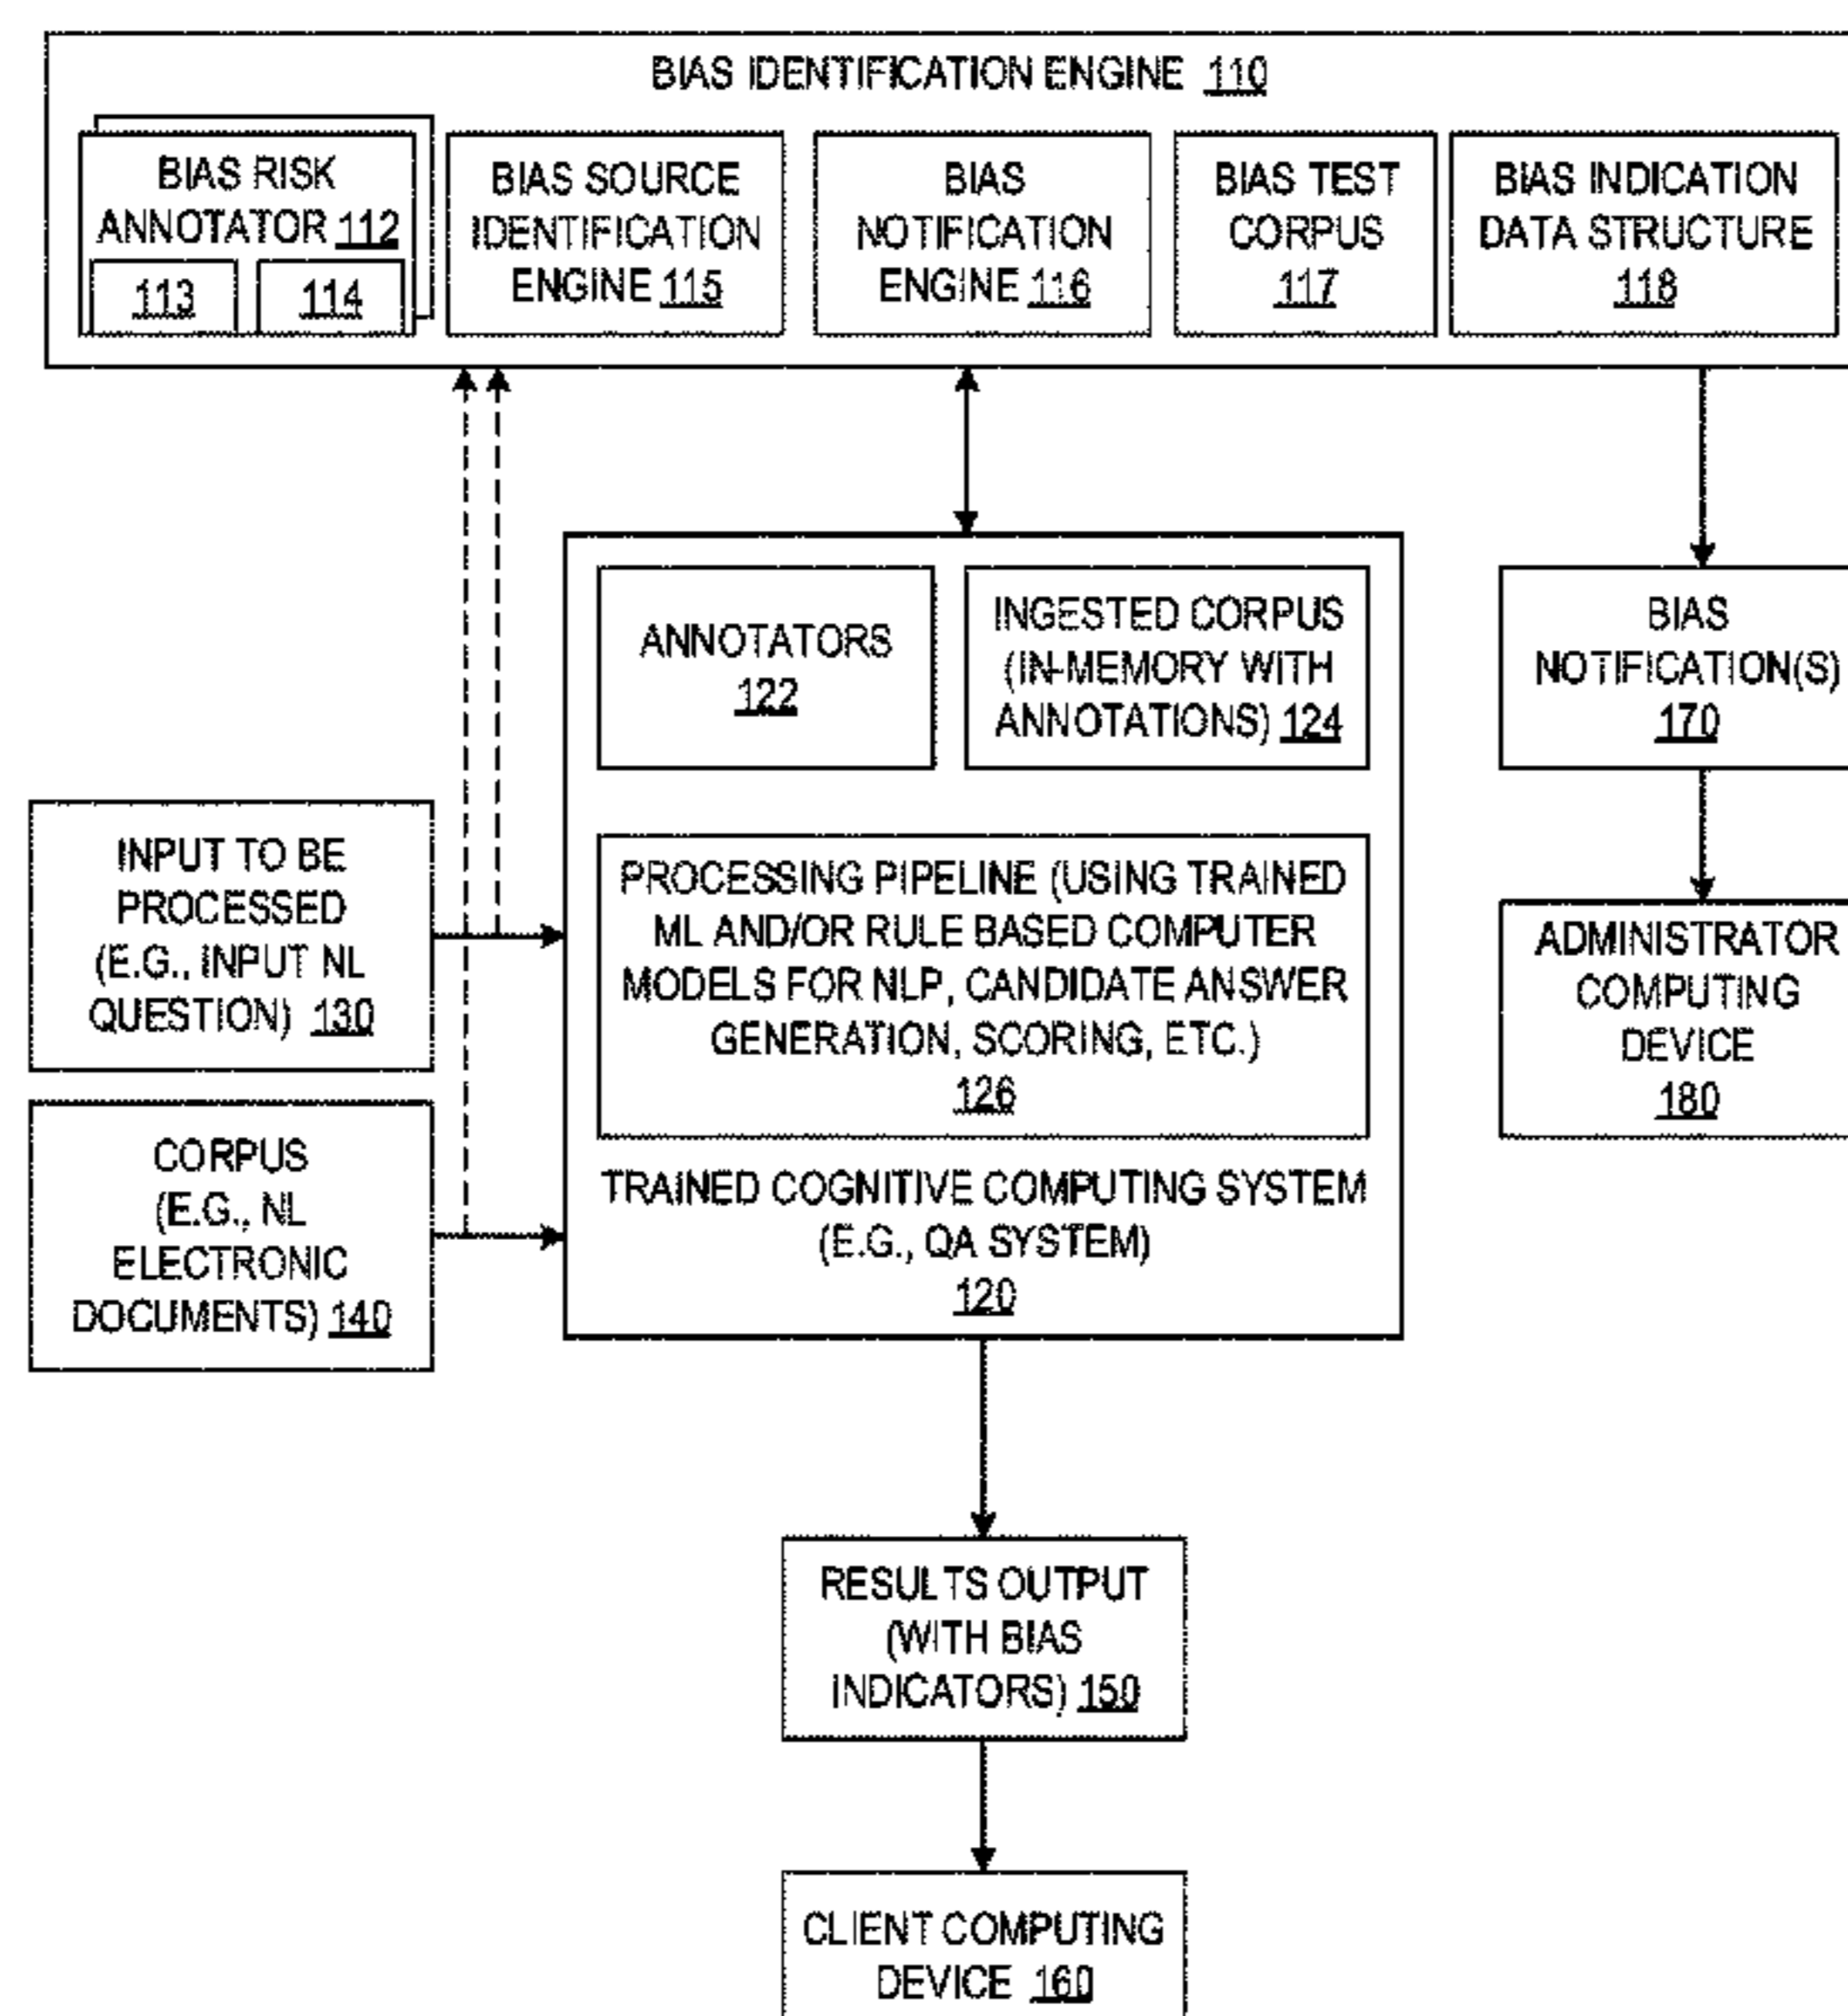 BIAS IDENTIFICATION ENGINE 110
BIAS RISK
ANNOTATOR 112
113
114
BIAS SOURCE
IDENTIFICATION
ENGINE 115
BIAS
NOTIFICATION
ENGINE 116
BIAS TEST
CORPUS
117
BIAS INDICATION
DATA STRUCTURE
118
ANNOTATORS
122
INGESTED CORPUS
(IN-MEMORY WITH
ANNOTATIONS) 124
BIAS
NOTIFICATION(S)
170
INPUT TO BE
PROCESSED
(E.G., INPUT NL
QUESTION) 130
PROCESSING PIPELINE (USING TRAINED
ML AND/OR RULE BASED COMPUTER
MODELS FOR NLP, CANDIDATE ANSWER
GENERATION, SCORING, ETC.)
126
ADMINISTRATOR
COMPUTING
DEVICE
180
CORPUS
(E.G., NL
ELECTRONIC
DOCUMENTS) 140
TRAINED COGNITIVE COMPUTING SYSTEM
(E.G., QA SYSTEM)
120
RESULTS OUTPUT
(WITH BIAS
INDICATORS) 150
CLIENT COMPUTING
DEVICE 160